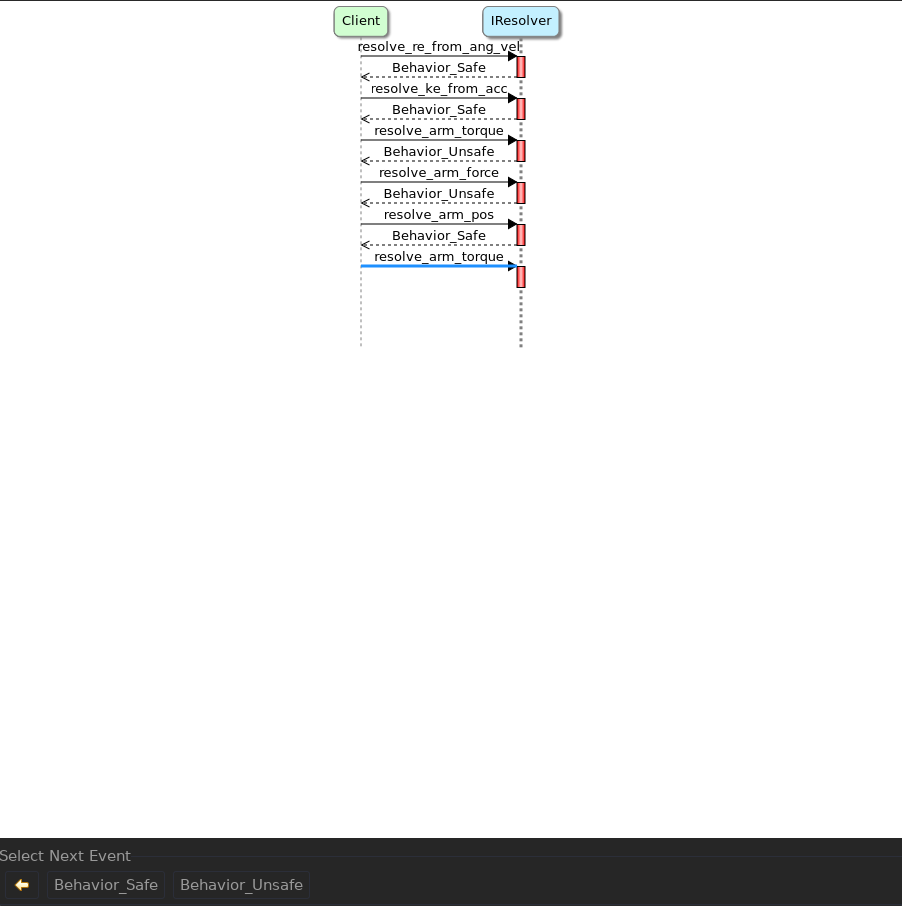 Client IResolver
resolve_re_from_ang_vel
Behavior_Safe
resolve_ke_from_acc
Behavior_Safe
resolve_arm_torque
Behavior_Unsafe
resolve_arm_force
Behavior_Unsafe
resolve_arm_pos
Behavior_Safe
resolve_arm_torque
Select Next Event
Behavior_Safe Behavior_Unsafe